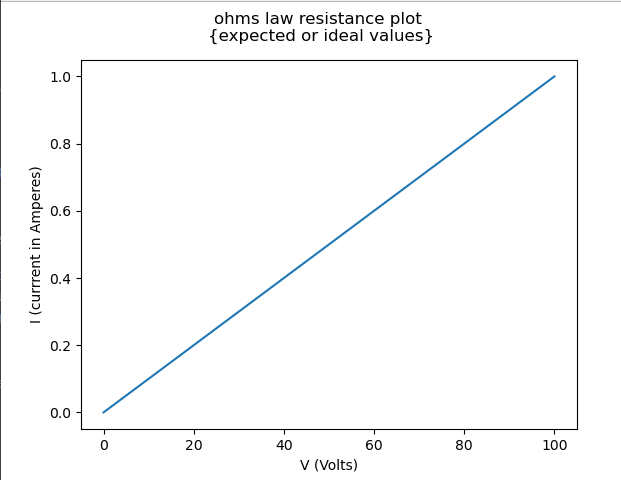 ohms law resistance plot
{expected or ideal values}
1.0
0.8
0.6
0.4
0.2
0.0
I (currrent in Amperes)
0 20 40 60 80 100
V (Volts)